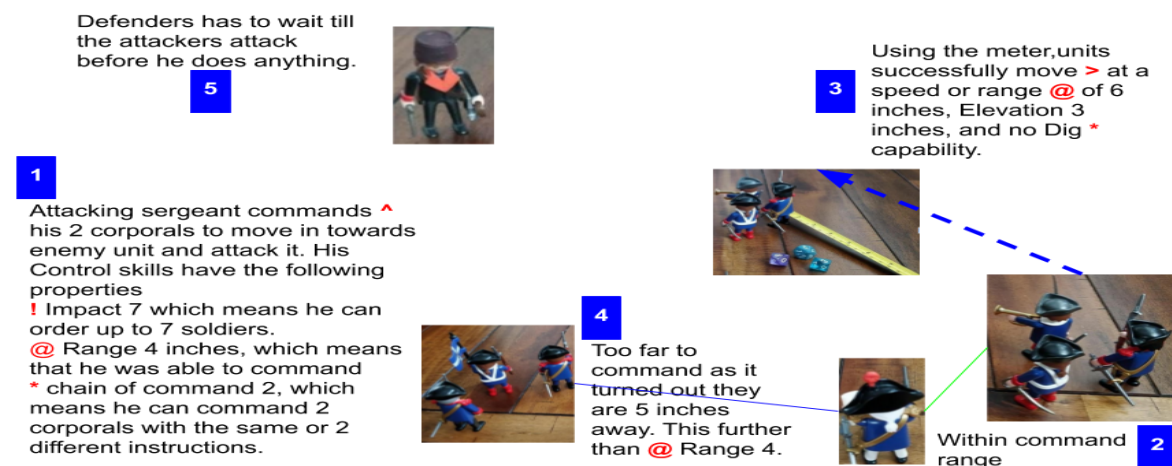 Defenders has to wait till
the attackers attack
before he does anything.
5
1
Attacking sergeant commands ^
his 2 corporals to move in towards
enemy unit and attack it. His
Control skills have the following
properties
! Impact 7 which means he can
order up to 7 soldiers.
@ Range 4 inches, which means
that he was able to command
* chain of command 2, which
means he can command 2
corporals with the same or 2
different instructions.
3
Using the meter,units
successfully move > at a
speed or range @ of 6
inches, Elevation 3
inches, and no Dig *
capability.
4
Too far to
command as it
turned out they
are 5 inches
away. This further
than @ Range 4.
Within command
range
2